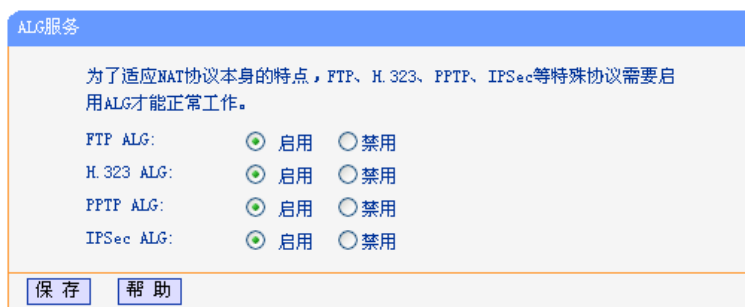 ALG服务
为了适应NAT协议本身的特点，FTP、H.323、PPTP、IPSec等特殊协议需要启
用ALG才能正常工作。
FTP ALG: 启用 禁用
H.323 ALG: 启用 禁用
PPTP ALG: 启用 禁用
IPSec ALG: 启用 禁用
保 存 帮 助